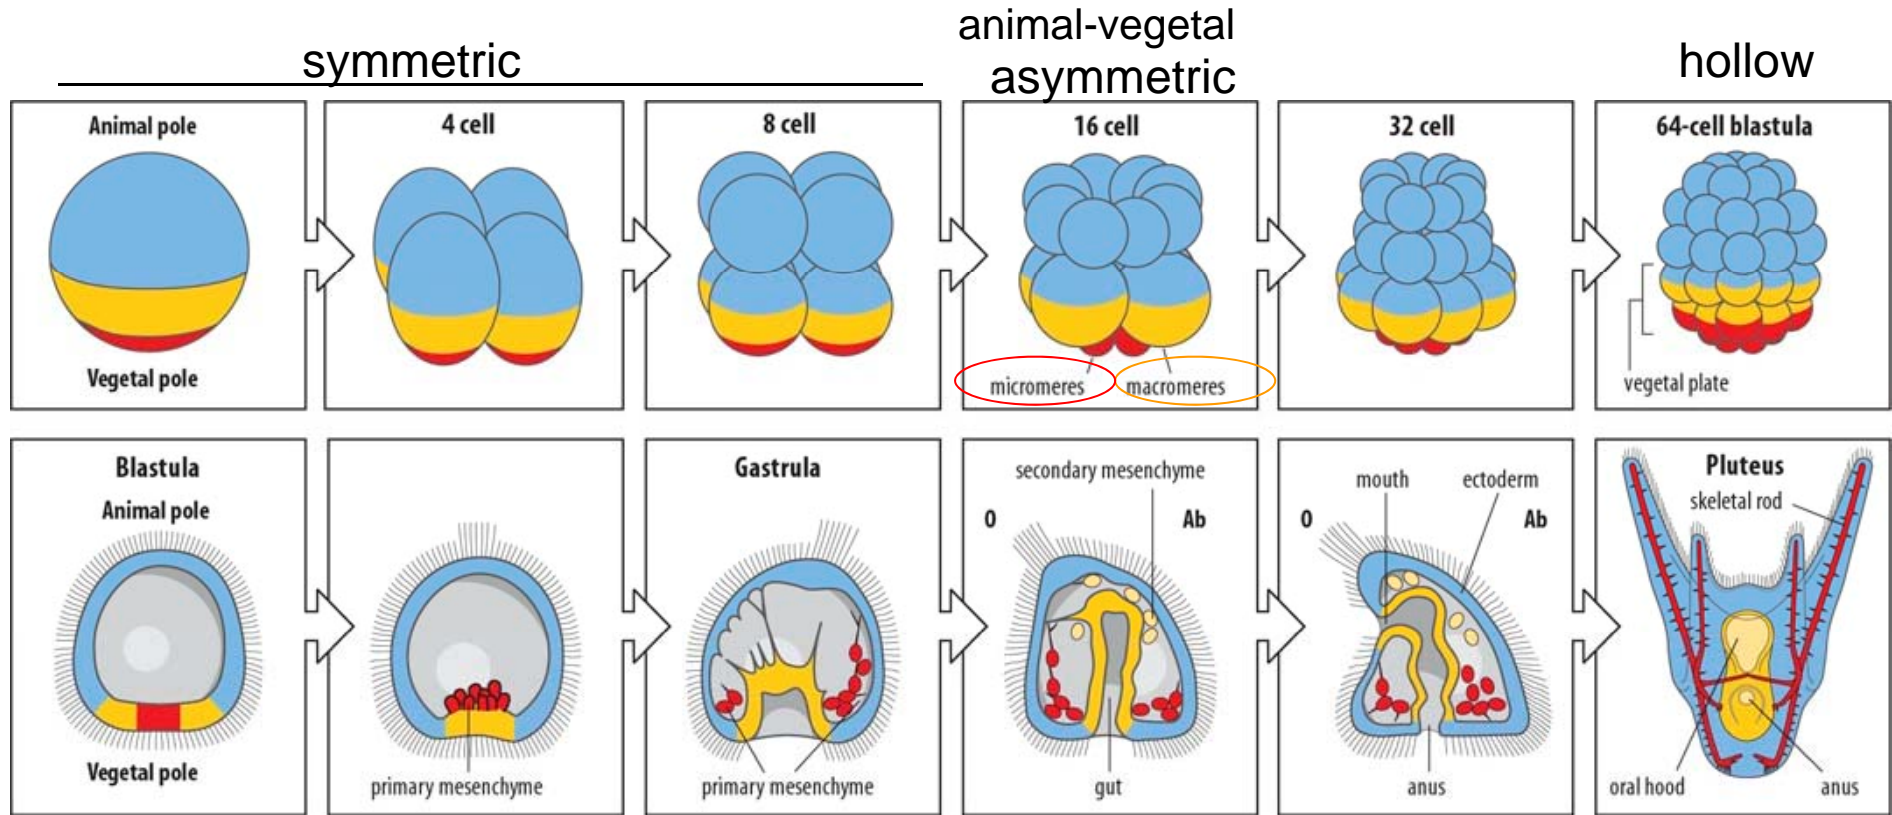 symmetric
animal-vegetal
asymmetric
hollow
Animal pole
Vegetal pole
4 cell
8 cell
16 cell
micromeres
macromeres
32 cell
64-cell blastula
vegetal plate
Blastula
Animal pole
Vegetal pole
primary mesenchyme
Gastrula
primary mesenchyme
secondary mesenchyme
O
Ab
gut
mouth
ectoderm
O
Ab
anus
Pluteus
skeletal rod
oral hood
anus